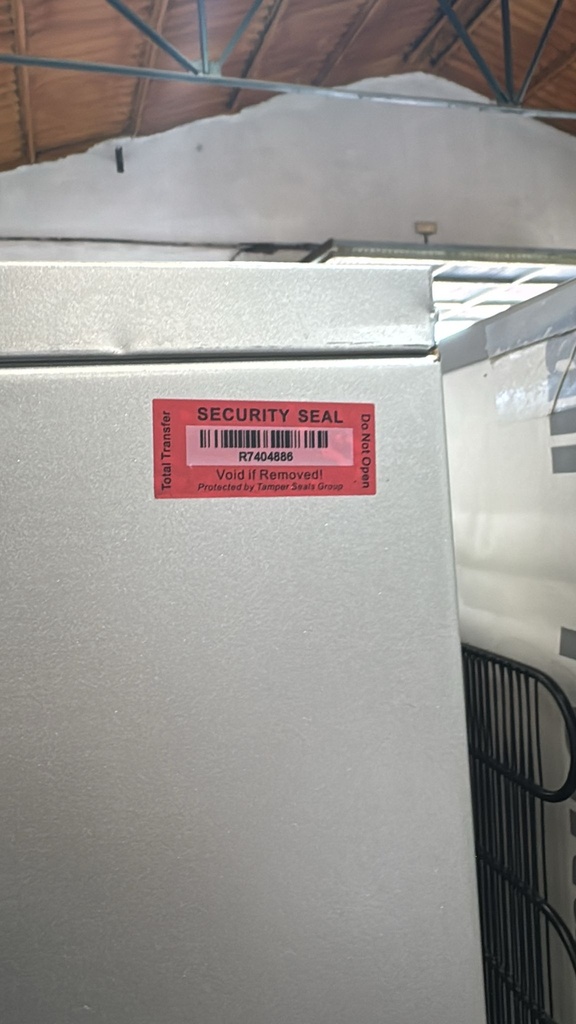 SECURITY SEAL
Total Transfer
R7404886
Do Not Open
Void if Removed!
Protected by Tamper Seals Group